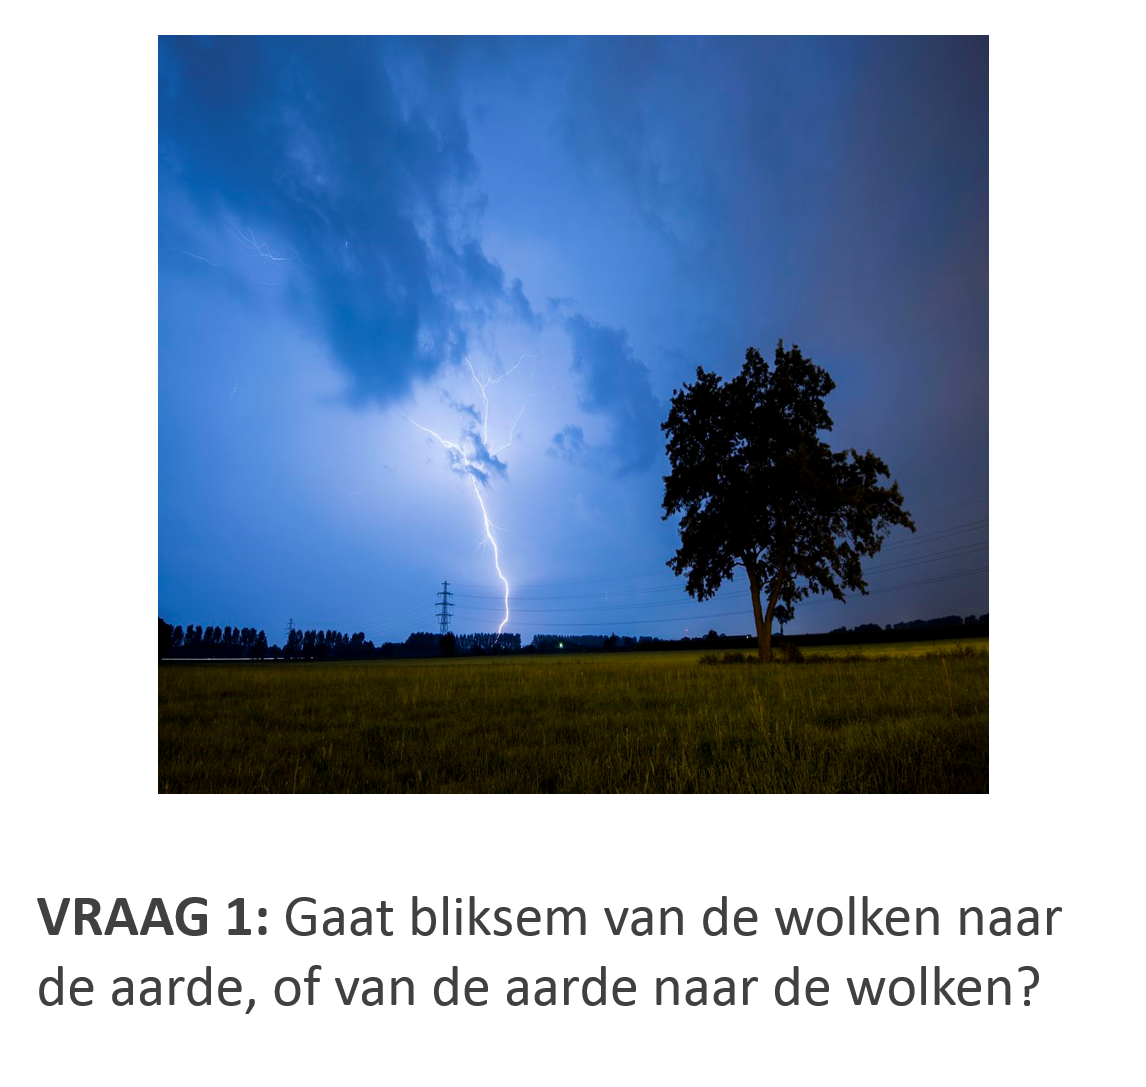 VRAAG 1: Gaat bliksem van de wolken naar
de aarde, of van de aarde naar de wolken?